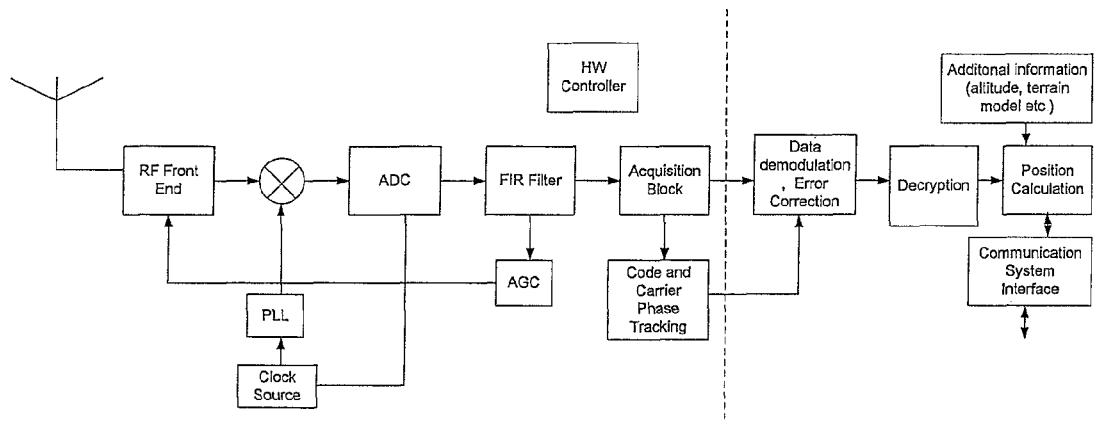 HW
Controller
Additonal information
(altitude, terrain
model etc.)
RF Front
End
ADC
FIR Filter
Acquisition
Block
Data
demodulation
, Error
Correction
Decryption
Position
Calculation
AGC
Code and
Carrier
Phase
Tracking
Communication
System
Interface
PLL
Clock
Source